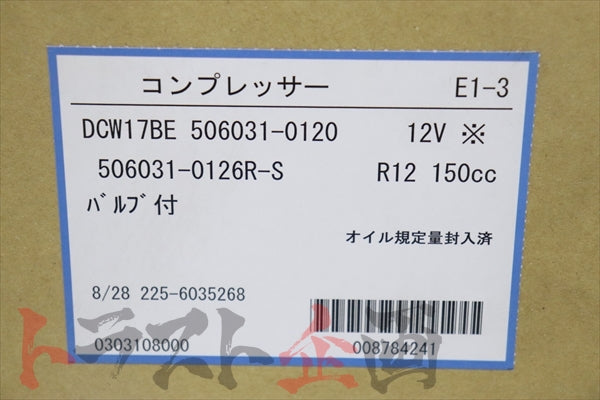 コンプレッサー E1-3
DCW17BE 506031-0120 12V ※
506031-0126R-S R12 150cc
バルブ付
オイル規定量封入済
8/28 225-6035268
トラスト企画
0303108000 008784241